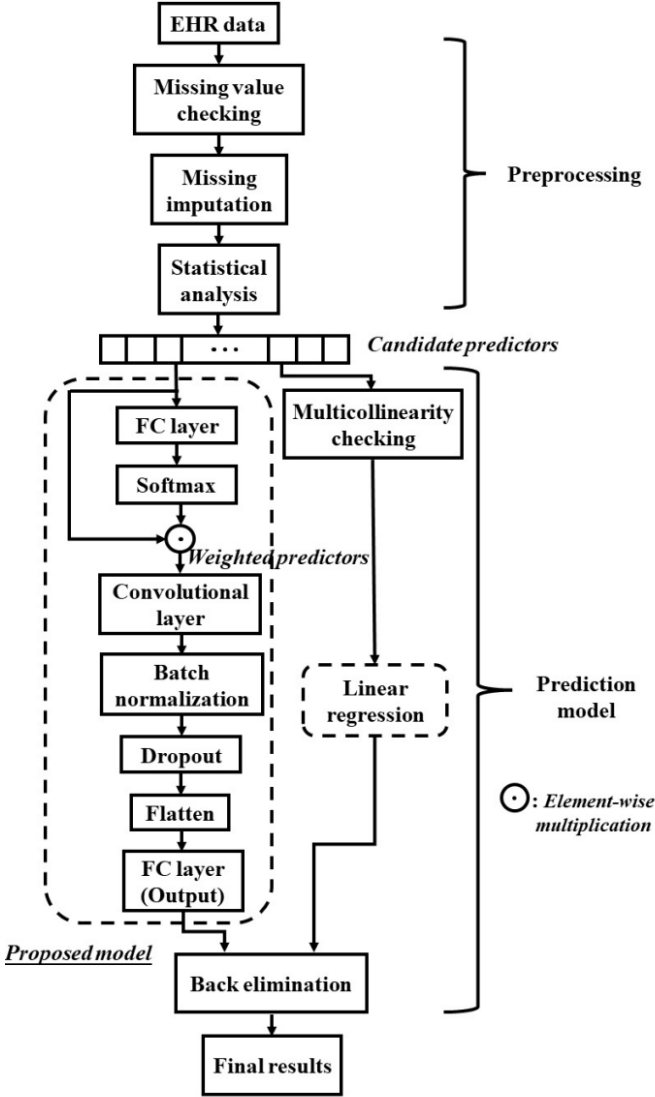 EHR data
Missing value
checking
Missing
imputation
Statistical
analysis
Preprocessing
...
Candidate predictors
FC layer
Softmax
Weighted predictors
Convolutional
layer
Batch
normalization
Dropout
Flatten
FC layer
(Output)
Proposed model
Multicollinearity
checking
Linear
regression
Prediction
model
: Element-wise
multiplication
Back elimination
Final results